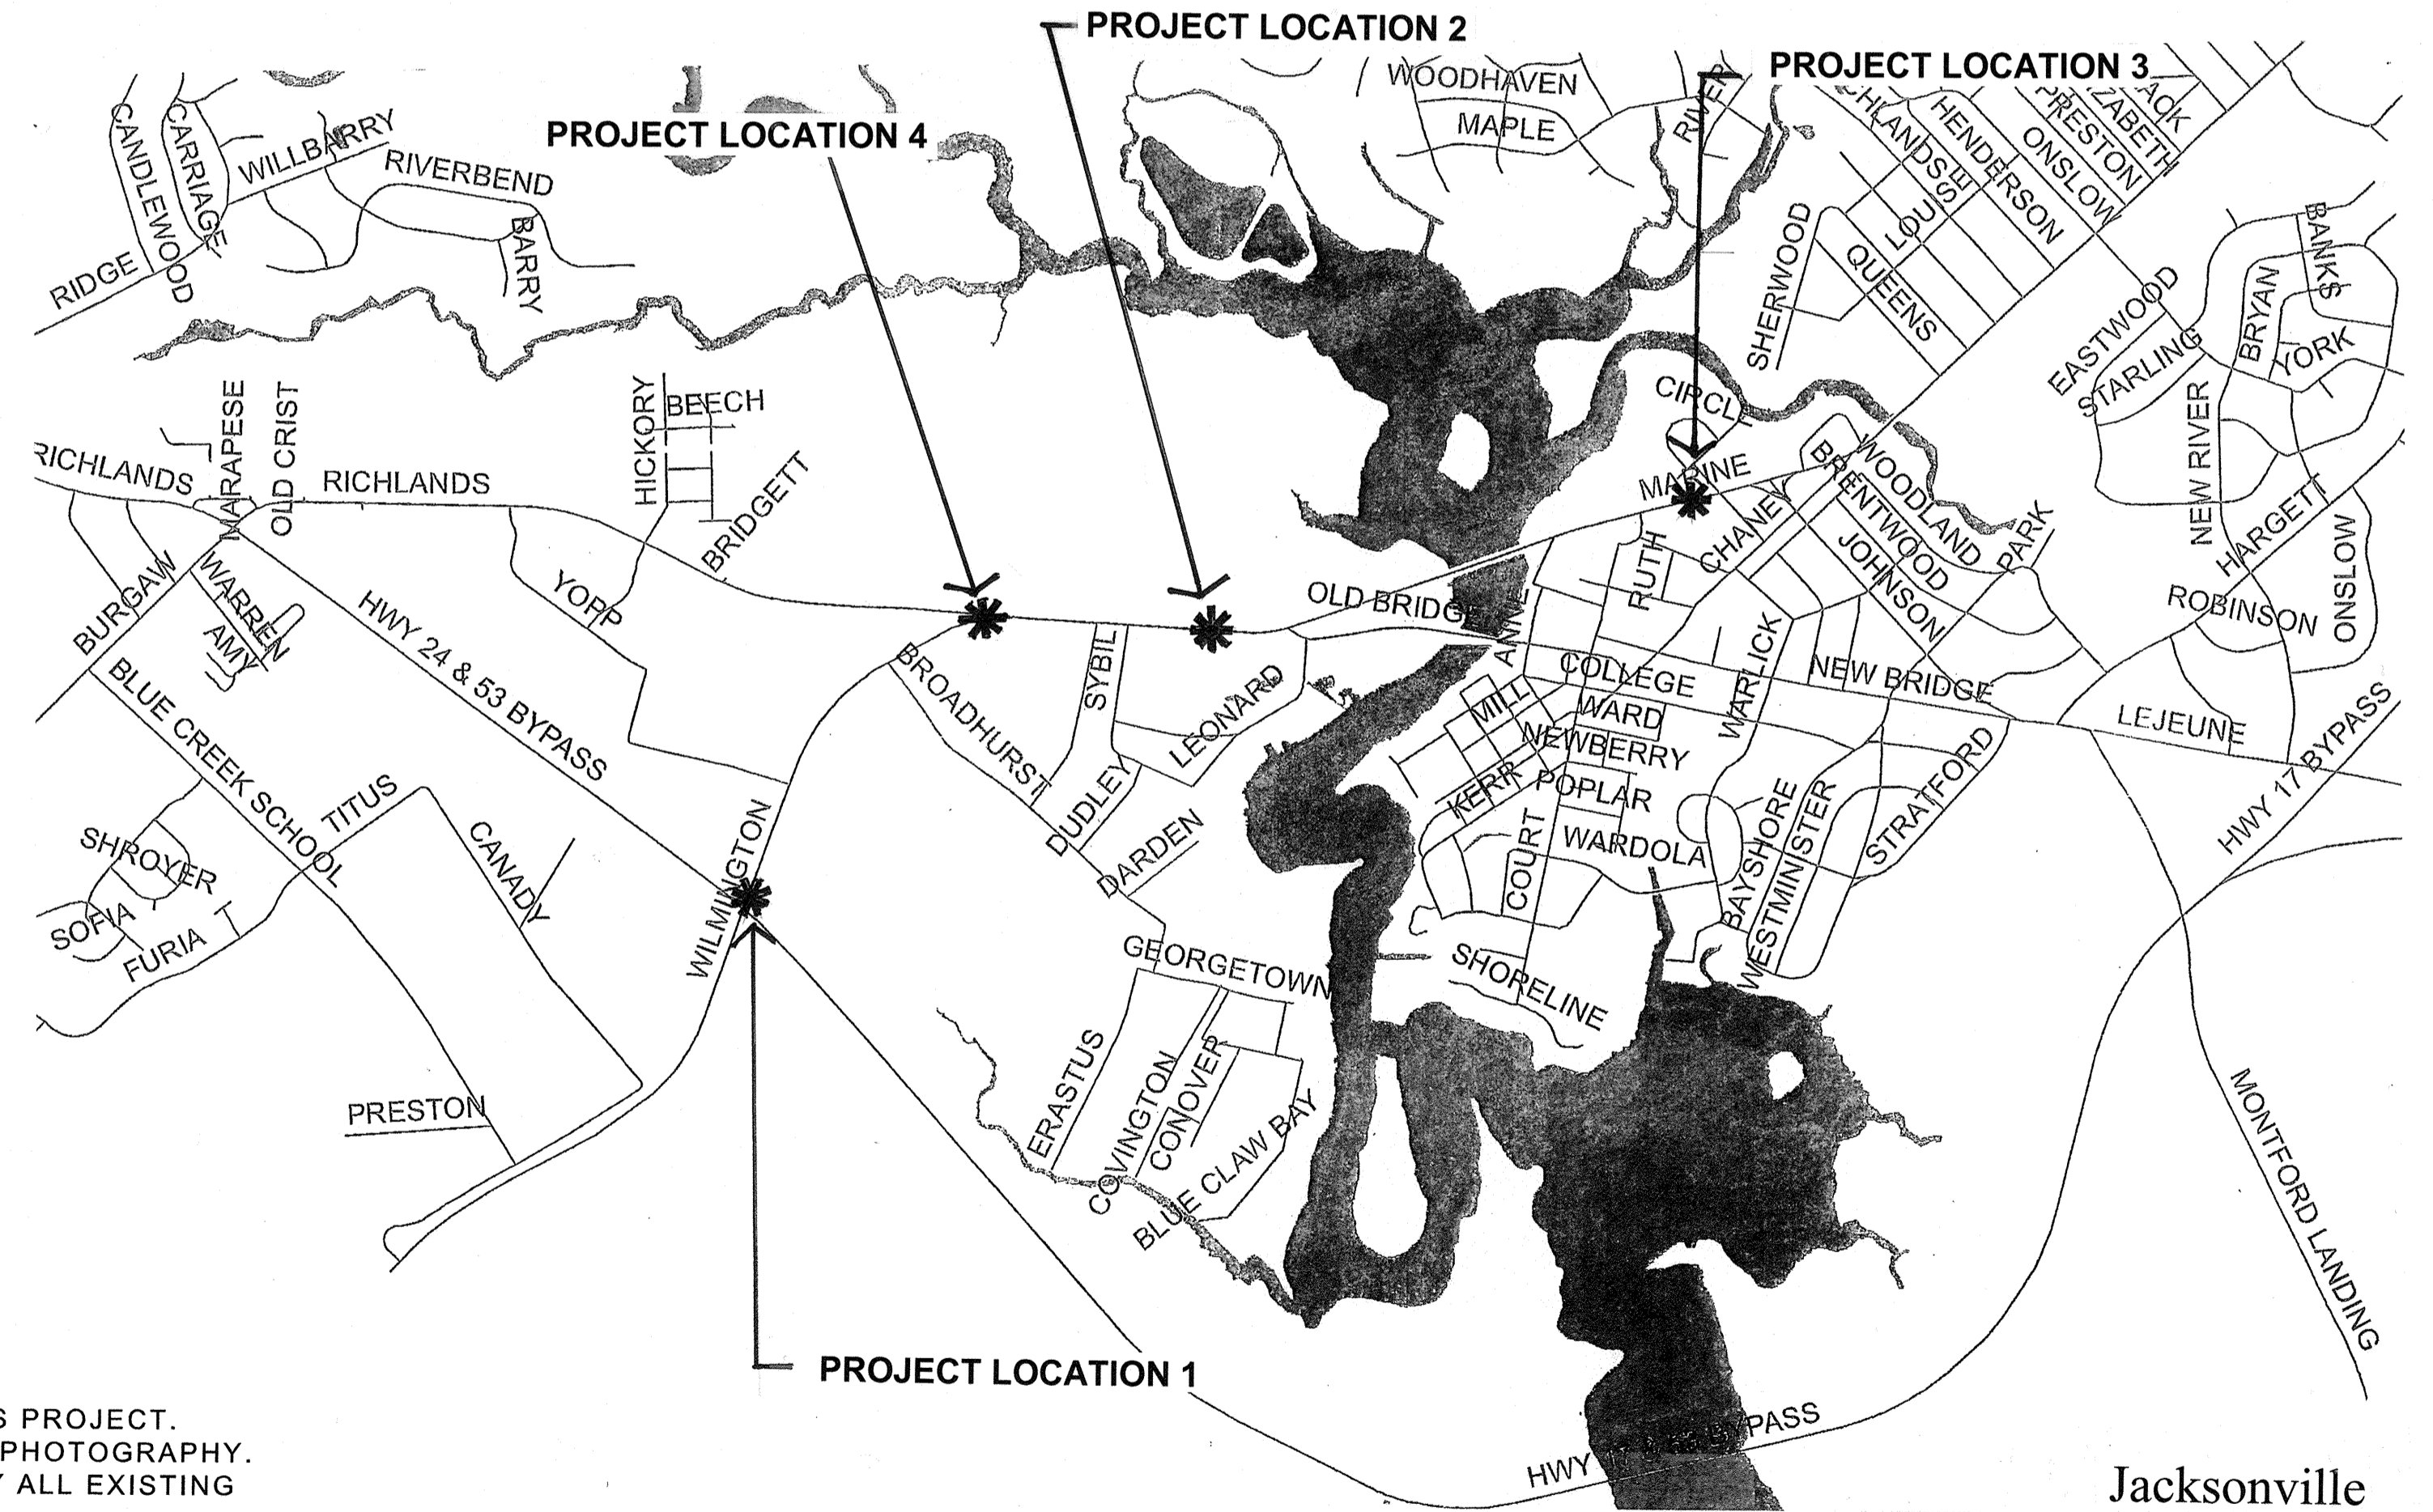 PROJECT LOCATION 2
PROJECT LOCATION 3
PROJECT LOCATION 4
WOODHAVEN
MAPLE
RIVER
HENDERSON
ONSLOW
PRESTON
QUEENS
SHERWOOD
CANDLEWOOD
CARRIAGE
WILLBARRY
RIVERBEND
BARRY
RIDGE
BANKS
BRYAN
YORK
EASTWOOD
STARLING
NEW RIVER
HARGETT
ONSLOW
ROBINSON
RICHLANDS
OLD CRIST
RICHLANDS
HICKORY
BEECH
BRIDGETT
MARINE
CHANEY
BRENTWOOD
WOODLAND
JOHNSON
PARK
RUTH
BURGAW
WARREN
AMY
HWY 24 & 53 BYPASS
YOPP
BROADHURST
SYBIL
LEONARD
OLD BRIDGE
COLLEGE
WARLICK
NEW BRIDGE
LEJEUNE
HWY 17 BYPASS
BLUE CREEK SCHOOL
TITUS
CANADY
SHROYER
SOFIA
FURIA
WILMINGTON
DUDLEY
DARDEN
MILL
WARD
NEWBERRY
KERR
POPLAR
COURT
WARDOLA
BAYSHORE
WESTMINISTER
STRATFORD
GEORGETOWN
SHORELINE
ERASTUS
COVINGTON
CONOVER
BLUE CLAW BAY
PRESTON
MONTFORD LANDING
PROJECT LOCATION 1
HWY 17 BYPASS
S PROJECT.
PHOTOGRAPHY.
Y ALL EXISTING
Jacksonville